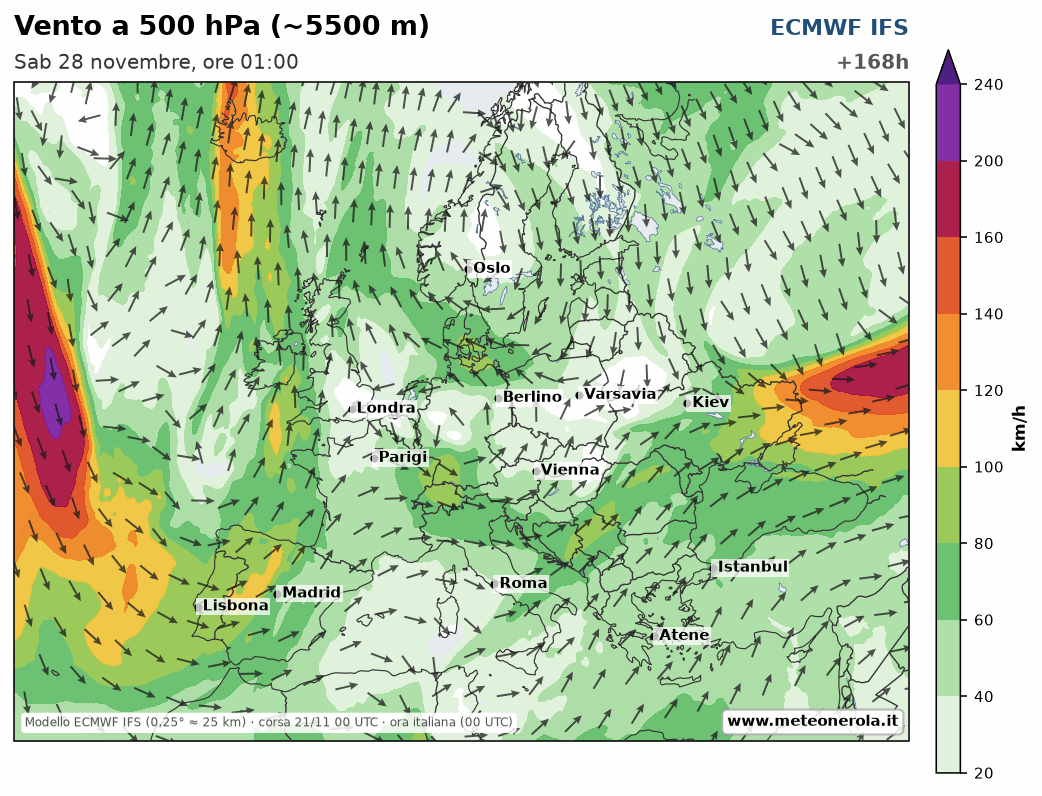 Vento a 500 hPa (~5500 m)
ECMWF IFS
Sab 28 novembre, ore 01:00
+168h
240
200
160
140
120
100
80
60
40
20
km/h
Oslo
Berlino
Varsavia
Kiev
Londra
Parigi
Vienna
Istanbul
Roma
Madrid
Lisbona
Atene
Modello ECMWF IFS (0,25° ≈ 25 km) · corsa 21/11 00 UTC · ora italiana (00 UTC)
www.meteonerola.it